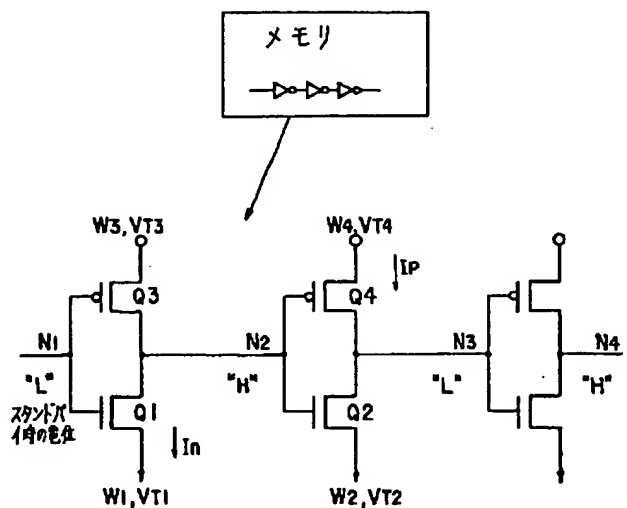 メモリ
W3,VT3
W4,VT4
IP
Q3
Q4
N1
N2
N3
N4
"L"
"H"
"L"
"H"
スタンドバ
イ時の電位
Q1
Q2
In
W1,VT1
W2,VT2